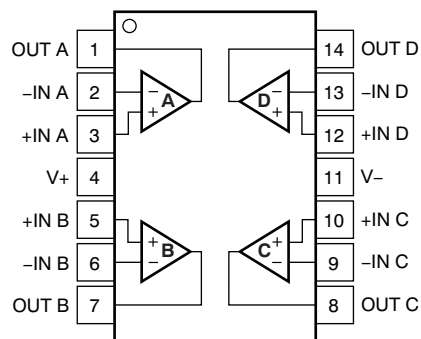 OUT A 1 14 OUT D
−IN A 2 − A D − 13 −IN D
+IN A 3 + + 12 +IN D
V+ 4 11 V−
+IN B 5 + + 10 +IN C
−IN B 6 − B C − 9 −IN C
OUT B 7 8 OUT C